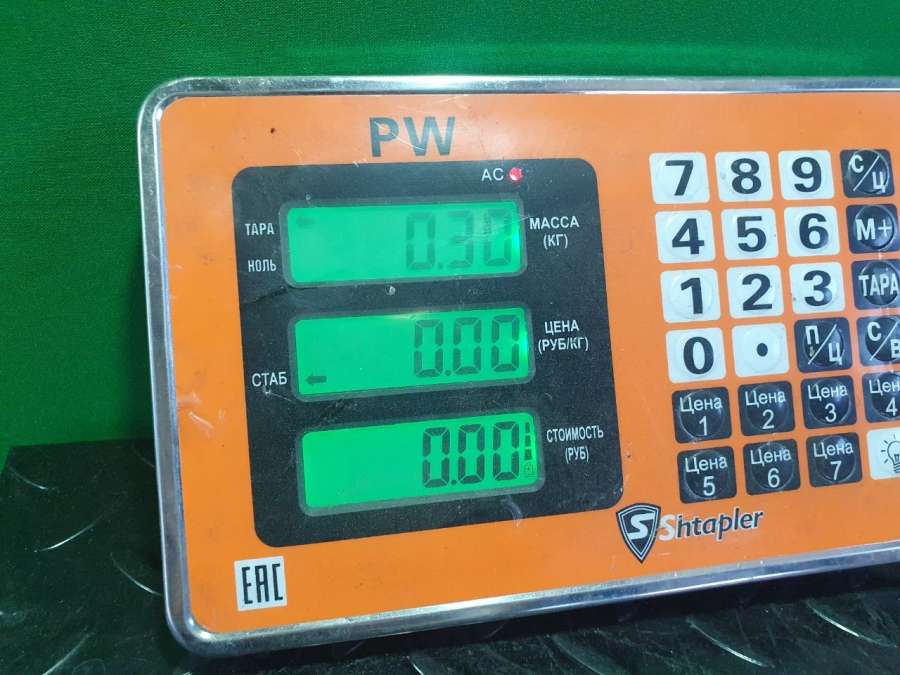 PW
AC
ТАРА
НОЛЬ
0.30
МАССА
(КГ)
СТАБ
0.00
ЦЕНА
(РУБ/КГ)
0.00
СТОИМОСТЬ
(РУБ)
7 8 9 С/Ц
4 5 6 М+
1 2 3 ТАРА
0 . П/Ц С/В
Цена 1 Цена 2 Цена 3 Цена 4
Цена 5 Цена 6 Цена 7
S Shtapler
EAC